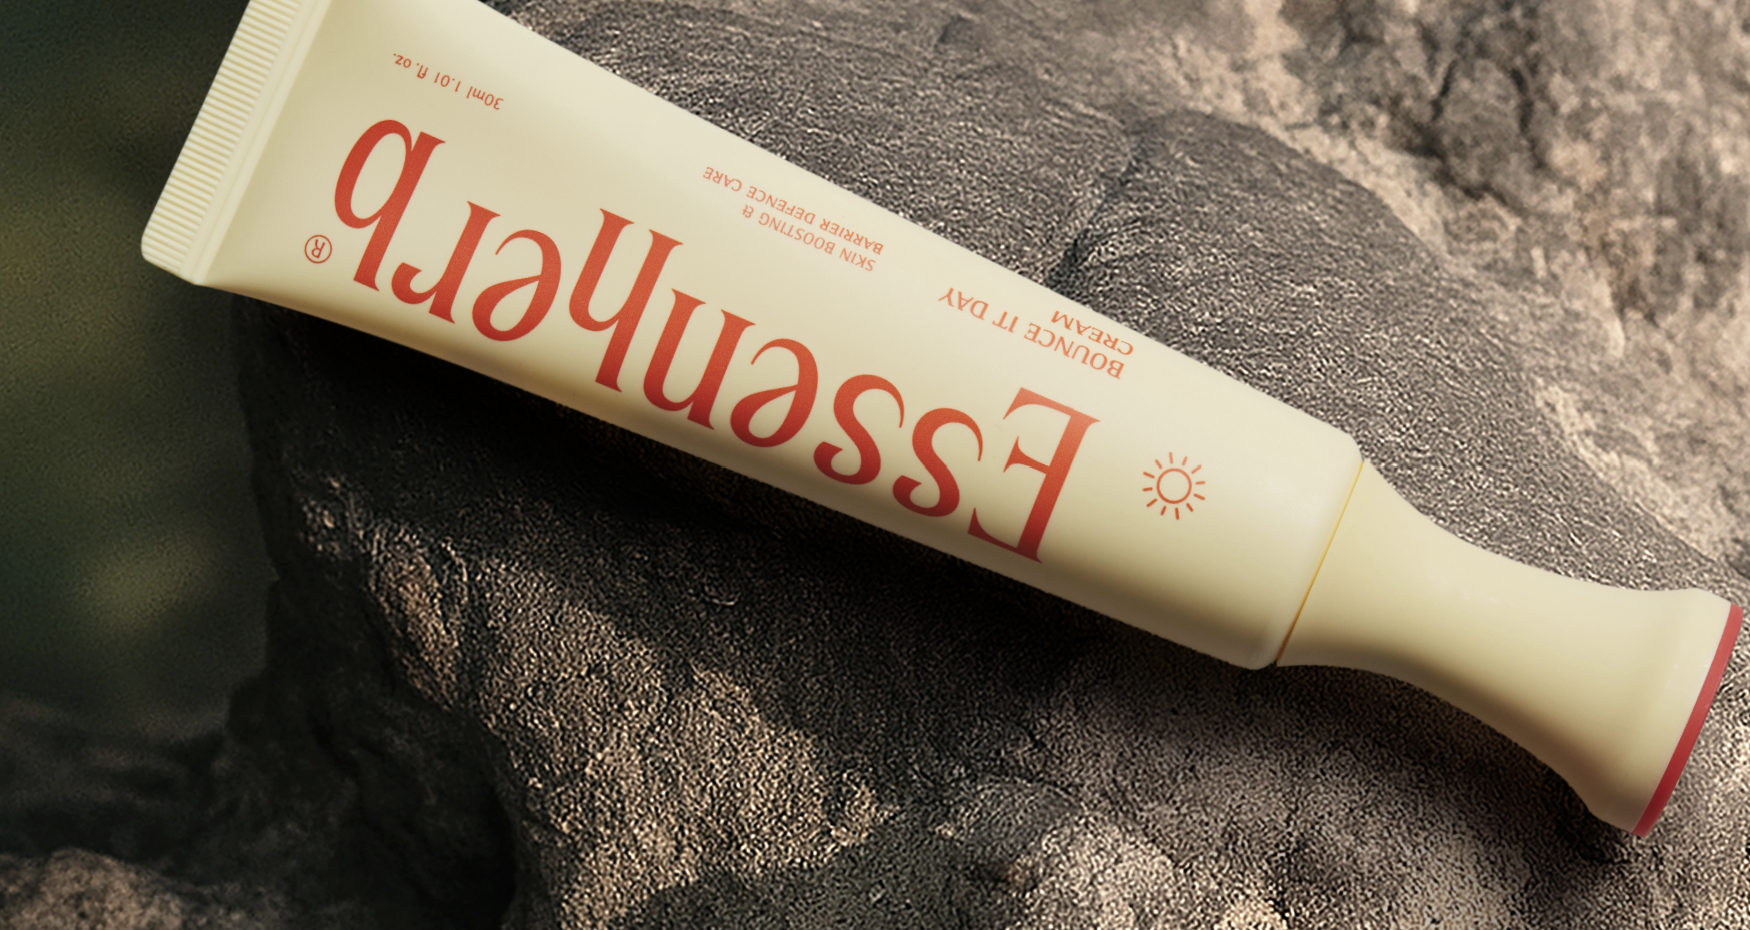 Essenherb®
BOUNCE IT DAY
CREAM
SKIN BOOSTING &
BARRIER DEFENCE CARE
30ml 1.01 fl. oz.